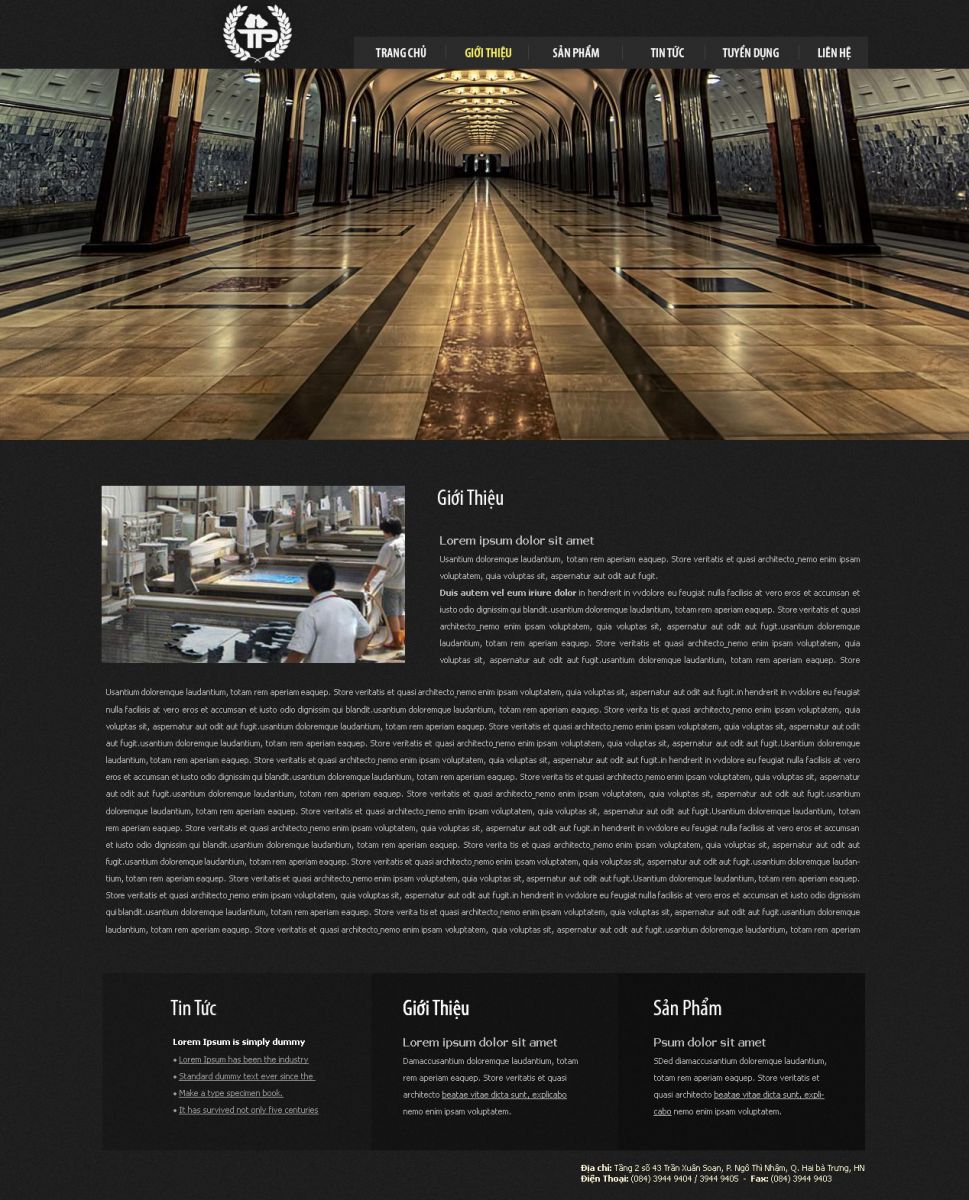 TP
TRANG CHỦ
GIỚI THIỆU
SẢN PHẨM
TIN TỨC
TUYỂN DỤNG
LIÊN HỆ
Giới Thiệu
Lorem ipsum dolor sit amet
Usantium doloremque laudantium, totam rem aperiam eaquep. Store veritatis et quasi architecto_nemo enim ipsam
voluptatem, quia voluptas sit, aspernatur aut odit aut fugit.
Duis autem vel eum iriure dolor in hendrerit in vvdolore eu feugiat nulla facilisis at vero eros et accumsan et
iusto odio dignissim qui blandit.usantium doloremque laudantium, totam rem aperiam eaquep. Store veritatis et quasi
architecto_nemo enim ipsam voluptatem, quia voluptas sit, aspernatur aut odit aut fugit.usantium doloremque
laudantium, totam rem aperiam eaquep. Store veritatis et quasi architecto_nemo enim ipsam voluptatem, quia
voluptas sit, aspernatur aut odit aut fugit.usantium doloremque laudantium, totam rem aperiam eaquep. Store
Usantium doloremque laudantium, totam rem aperiam eaquep. Store veritatis et quasi architecto_nemo enim ipsam voluptatem, quia voluptas sit, aspernatur aut odit aut fugit.in hendrerit in vvdolore eu feugiat
nulla facilisis at vero eros et accumsan et iusto odio dignissim qui blandit.usantium doloremque laudantium, totam rem aperiam eaquep. Store verita tis et quasi architecto_nemo enim ipsam voluptatem, quia
voluptas sit, aspernatur aut odit aut fugit.usantium doloremque laudantium, totam rem aperiam eaquep. Store veritatis et quasi architecto_nemo enim ipsam voluptatem, quia voluptas sit, aspernatur aut odit
aut fugit.usantium doloremque laudantium, totam rem aperiam eaquep. Store veritatis et quasi architecto_nemo enim ipsam voluptatem, quia voluptas sit, aspernatur aut odit aut fugit.Usantium doloremque
laudantium, totam rem aperiam eaquep. Store veritatis et quasi architecto_nemo enim ipsam voluptatem, quia voluptas sit, aspernatur aut odit aut fugit.in hendrerit in vvdolore eu feugiat nulla facilisis at vero
eros et accumsan et iusto odio dignissim qui blandit.usantium doloremque laudantium, totam rem aperiam eaquep. Store verita tis et quasi architecto_nemo enim ipsam voluptatem, quia voluptas sit, aspernatur
aut odit aut fugit.usantium doloremque laudantium, totam rem aperiam eaquep. Store veritatis et quasi architecto_nemo enim ipsam voluptatem, quia voluptas sit, aspernatur aut odit aut fugit.usantium
doloremque laudantium, totam rem aperiam eaquep. Store veritatis et quasi architecto_nemo enim ipsam voluptatem, quia voluptas sit, aspernatur aut odit aut fugit.Usantium doloremque laudantium, totam
rem aperiam eaquep. Store veritatis et quasi architecto_nemo enim ipsam voluptatem, quia voluptas sit, aspernatur aut odit aut fugit.in hendrerit in vvdolore eu feugiat nulla facilisis at vero eros et accumsan
et iusto odio dignissim qui blandit.usantium doloremque laudantium, totam rem aperiam eaquep. Store verita tis et quasi architecto_nemo enim ipsam voluptatem, quia voluptas sit, aspernatur aut odit aut
fugit.usantium doloremque laudantium, totam rem aperiam eaquep. Store veritatis et quasi architecto_nemo enim ipsam voluptatem, quia voluptas sit, aspernatur aut odit aut fugit.usantium doloremque laudan-
tium, totam rem aperiam eaquep. Store veritatis et quasi architecto_nemo enim ipsam voluptatem, quia voluptas sit, aspernatur aut odit aut fugit.Usantium doloremque laudantium, totam rem aperiam eaquep.
Store veritatis et quasi architecto_nemo enim ipsam voluptatem, quia voluptas sit, aspernatur aut odit aut fugit.in hendrerit in vvdolore eu feugiat nulla facilisis at vero eros et accumsan et iusto odio dignissim
qui blandit.usantium doloremque laudantium, totam rem aperiam eaquep. Store verita tis et quasi architecto_nemo enim ipsam voluptatem, quia voluptas sit, aspernatur aut odit aut fugit.usantium doloremque
laudantium, totam rem aperiam eaquep. Store veritatis et quasi architecto_nemo enim ipsam voluptatem, quia voluptas sit, aspernatur aut odit aut fugit.usantium doloremque laudantium, totam rem aperiam
Tin Tức
Lorem Ipsum is simply dummy
• Lorem Ipsum has been the industry
• Standard dummy text ever since the
• Make a type specimen book.
• It has survived not only five centuries
Giới Thiệu
Lorem ipsum dolor sit amet
Damaccusantium doloremque laudantium, totam
rem aperiam eaquep. Store veritatis et quasi
architecto beatae vitae dicta sunt, explicabo
nemo enim ipsam voluptatem.
Sản Phẩm
Psum dolor sit amet
SDed diamaccusantium doloremque laudantium,
totam rem aperiam eaquep. Store veritatis et
quasi architecto beatae vitae dicta sunt, expli-
cabo nemo enim ipsam voluptatem.
Địa chỉ: Tầng 2 số 43 Trần Xuân Soạn, P. Ngô Thì Nhậm, Q. Hai bà Trưng, HN
Điện Thoại: (084) 3944 9404 / 3944 9405 - Fax: (084) 3944 9403